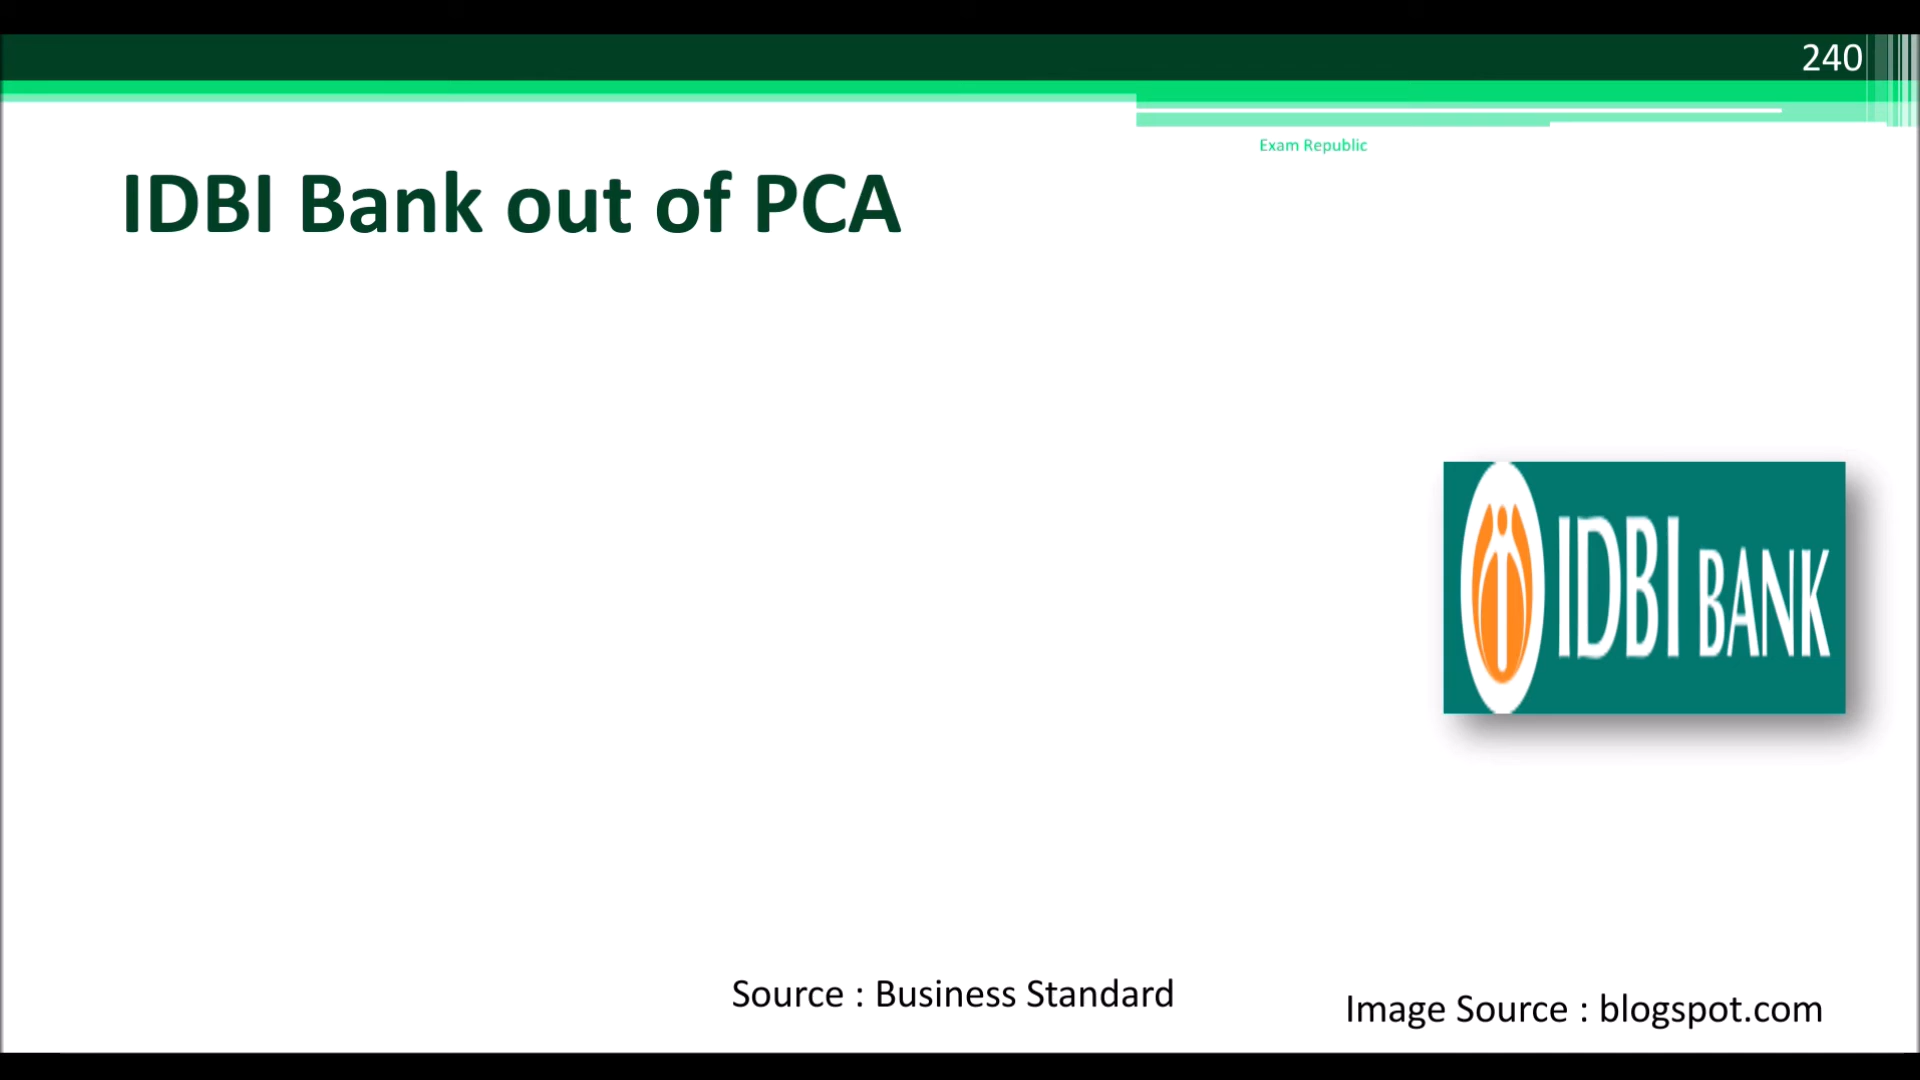 240
Exam Republic
IDBI Bank out of PCA
IDBI BANK
Source : Business Standard
Image Source : blogspot.com